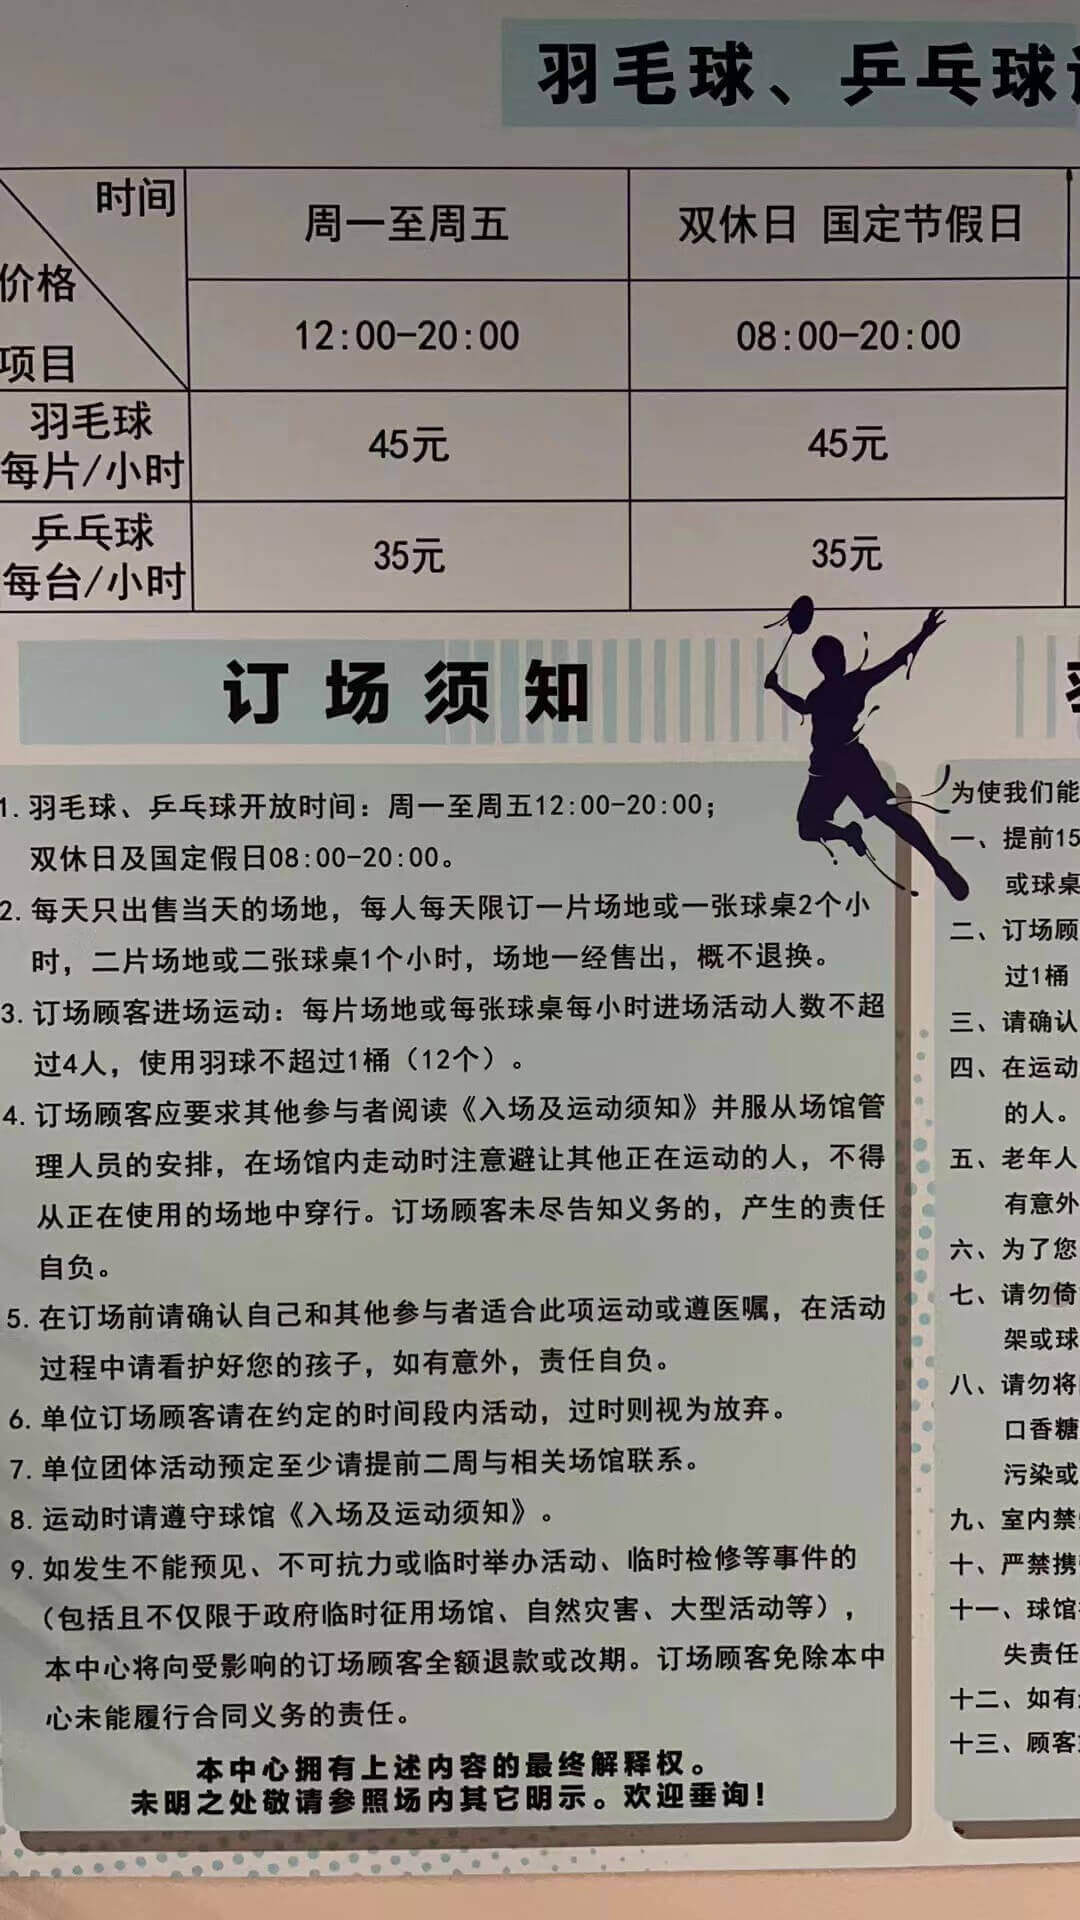 羽毛球、乒乓球
时间
价格
项目
周一至周五
双休日 国定节假日
12:00-20:00
08:00-20:00
羽毛球
每片/小时
45元
45元
乒乓球
每台/小时
35元
35元
订场须知
1.羽毛球、乒乓球开放时间：周一至周五12:00-20:00；
双休日及国定假日08:00-20:00。
2.每天只出售当天的场地，每人每天限订一片场地或一张球桌2个小
时，二片场地或二张球桌1个小时，场地一经售出，概不退换。
3.订场顾客进场运动：每片场地或每张球桌每小时进场活动人数不超
过4人，使用羽球不超过1桶（12个）。
4.订场顾客应要求其他参与者阅读《入场及运动须知》并服从场馆管
理人员的安排，在场馆内走动时注意避让其他正在运动的人，不得
从正在使用的场地中穿行。订场顾客未尽告知义务的，产生的责任
自负。
5.在订场前请确认自己和其他参与者适合此项运动或遵医嘱，在活动
过程中请看护好您的孩子，如有意外，责任自负。
6.单位订场顾客请在约定的时间段内活动，过时则视为放弃。
7.单位团体活动预定至少请提前二周与相关场馆联系。
8.运动时请遵守球馆《入场及运动须知》。
9.如发生不能预见、不可抗力或临时举办活动、临时检修等事件的
（包括且不仅限于政府临时征用场馆、自然灾害、大型活动等），
本中心将向受影响的订场顾客全额退款或改期。订场顾客免除本中
心未能履行合同义务的责任。
本中心拥有上述内容的最终解释权。
未明之处敬请参照场内其它明示。欢迎垂询！
为使我们能
一、提前15
或球桌
二、订场顾
过1桶
三、请确认
四、在运动
的人。
五、老年人
有意外
六、为了您
七、请勿倚
架或球
八、请勿将
口香糖
污染或
九、室内禁
十、严禁携
十一、球馆
失责任
十二、如有
十三、顾客